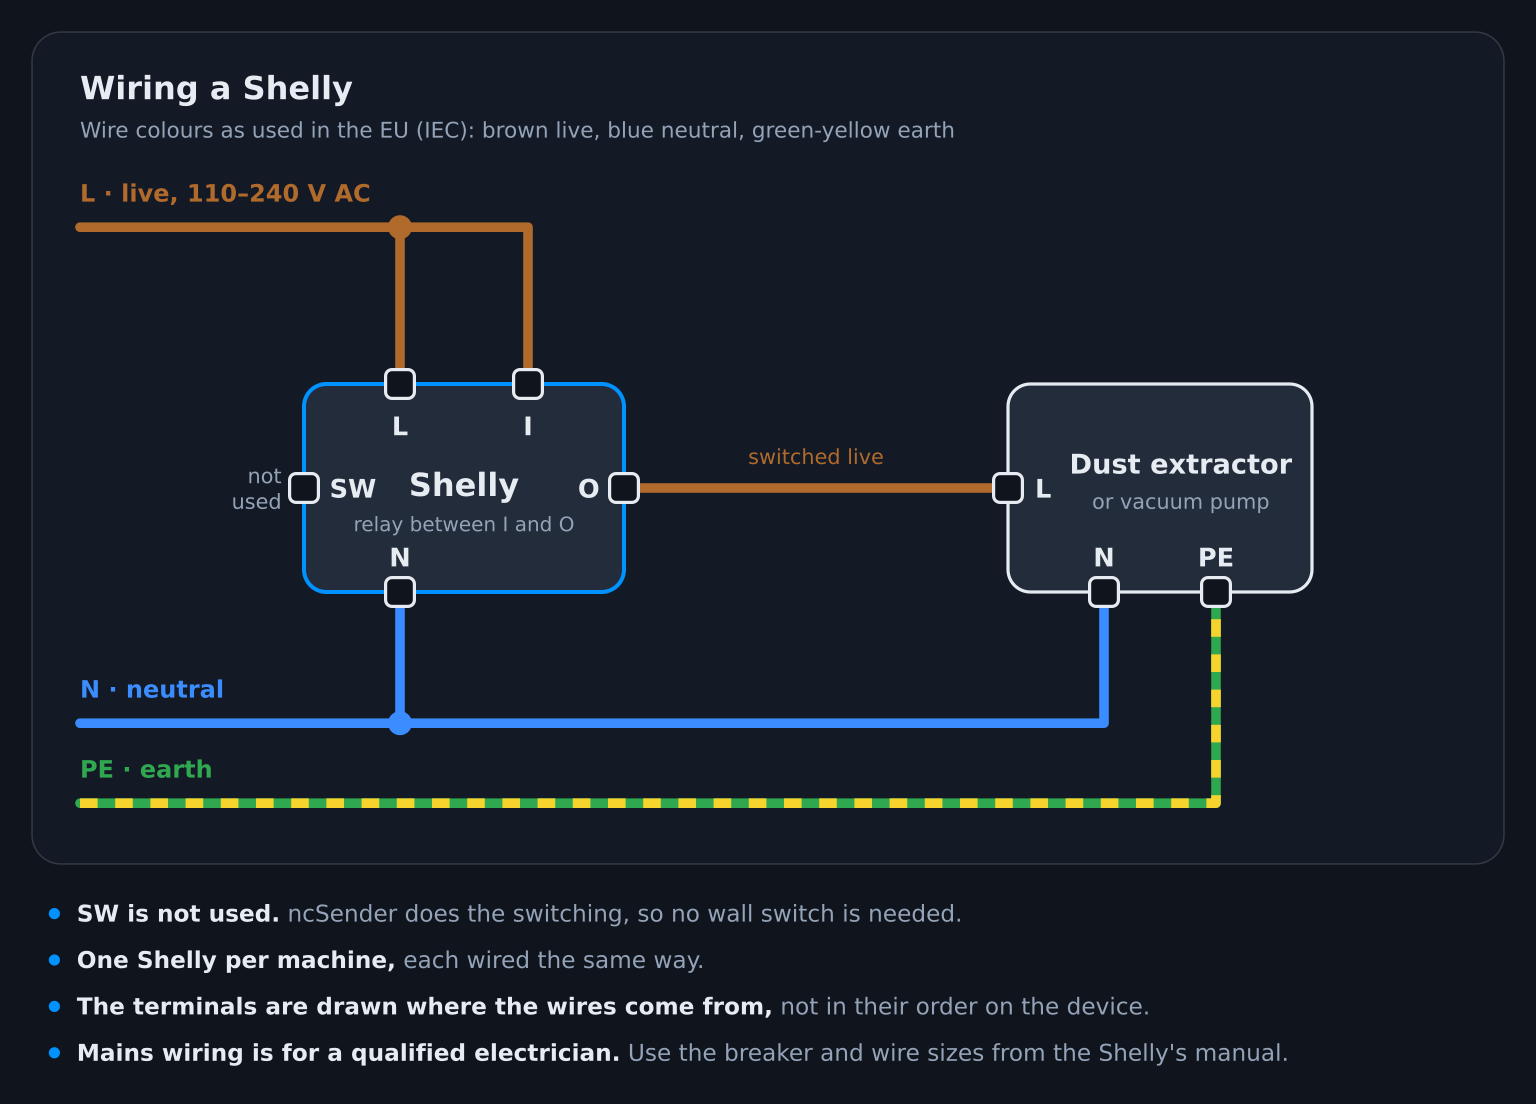 Wiring a Shelly
Wire colours as used in the EU (IEC): brown live, blue neutral, green-yellow earth
L · live, 110–240 V AC
L
I
not
used
SW
Shelly
O
relay between I and O
N
switched live
L
Dust extractor
or vacuum pump
N
PE
N · neutral
PE · earth
SW is not used. ncSender does the switching, so no wall switch is needed.
One Shelly per machine, each wired the same way.
The terminals are drawn where the wires come from, not in their order on the device.
Mains wiring is for a qualified electrician. Use the breaker and wire sizes from the Shelly's manual.